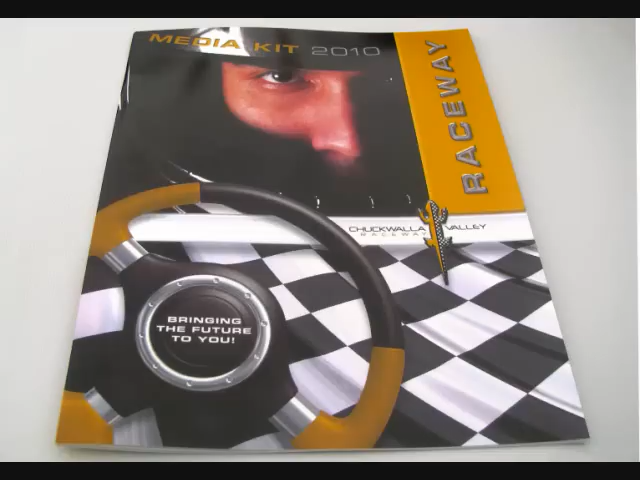 MEDIA KIT 2010
RACEWAY
CHUCKWALLA VALLEY
RACEWAY
BRINGING
THE FUTURE
TO YOU!